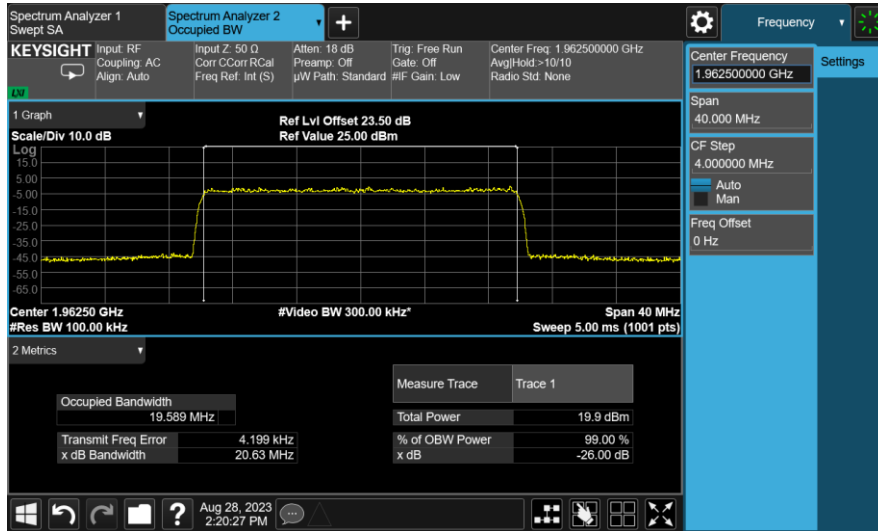 Spectrum Analyzer 1
Swept SA
Spectrum Analyzer 2
Occupied BW
Frequency
KEYSIGHT
LXI
Input: RF
Coupling: AC
Align: Auto
Input Z: 50 Ω
Corr CCorr RCal
Freq Ref: Int (S)
Atten: 18 dB
Preamp: Off
µW Path: Standard
Trig: Free Run
Gate: Off
#IF Gain: Low
Center Freq: 1.962500000 GHz
Avg|Hold:>10/10
Radio Std: None
Center Frequency
1.962500000 GHz
Settings
Span
40.000 MHz
CF Step
4.000000 MHz
Auto
Man
Freq Offset
0 Hz
1 Graph
Scale/Div 10.0 dB
Ref Lvl Offset 23.50 dB
Ref Value 25.00 dBm
Log
15.0
5.00
-5.00
-15.0
-25.0
-35.0
-45.0
-55.0
-65.0
Center 1.96250 GHz
#Res BW 100.00 kHz
#Video BW 300.00 kHz*
Span 40 MHz
Sweep 5.00 ms (1001 pts)
2 Metrics
Measure Trace Trace 1
Occupied Bandwidth
19.589 MHz
Total Power 19.9 dBm
Transmit Freq Error 4.199 kHz
% of OBW Power 99.00 %
x dB Bandwidth 20.63 MHz
x dB -26.00 dB
?
Aug 28, 2023
2:20:27 PM